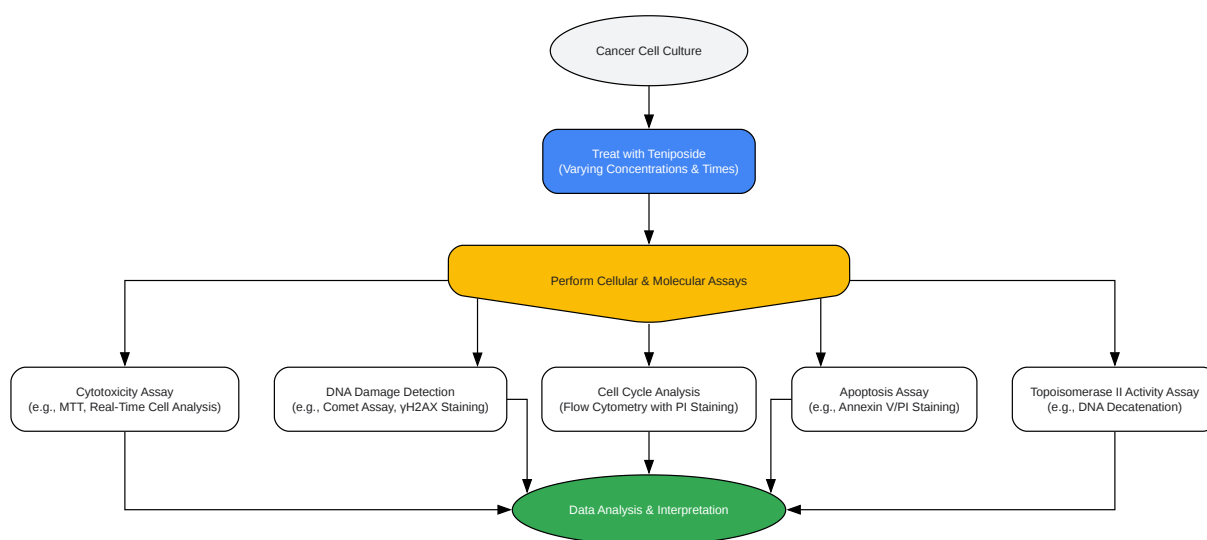 Cancer Cell Culture
Treat with Teniposide
(Varying Concentrations & Times)
Perform Cellular & Molecular Assays
Cytotoxicity Assay
(e.g., MTT, Real-Time Cell Analysis)
DNA Damage Detection
(e.g., Comet Assay, γH2AX Staining)
Cell Cycle Analysis
(Flow Cytometry with PI Staining)
Apoptosis Assay
(e.g., Annexin V/PI Staining)
Topoisomerase II Activity Assay
(e.g., DNA Decatenation)
Data Analysis & Interpretation